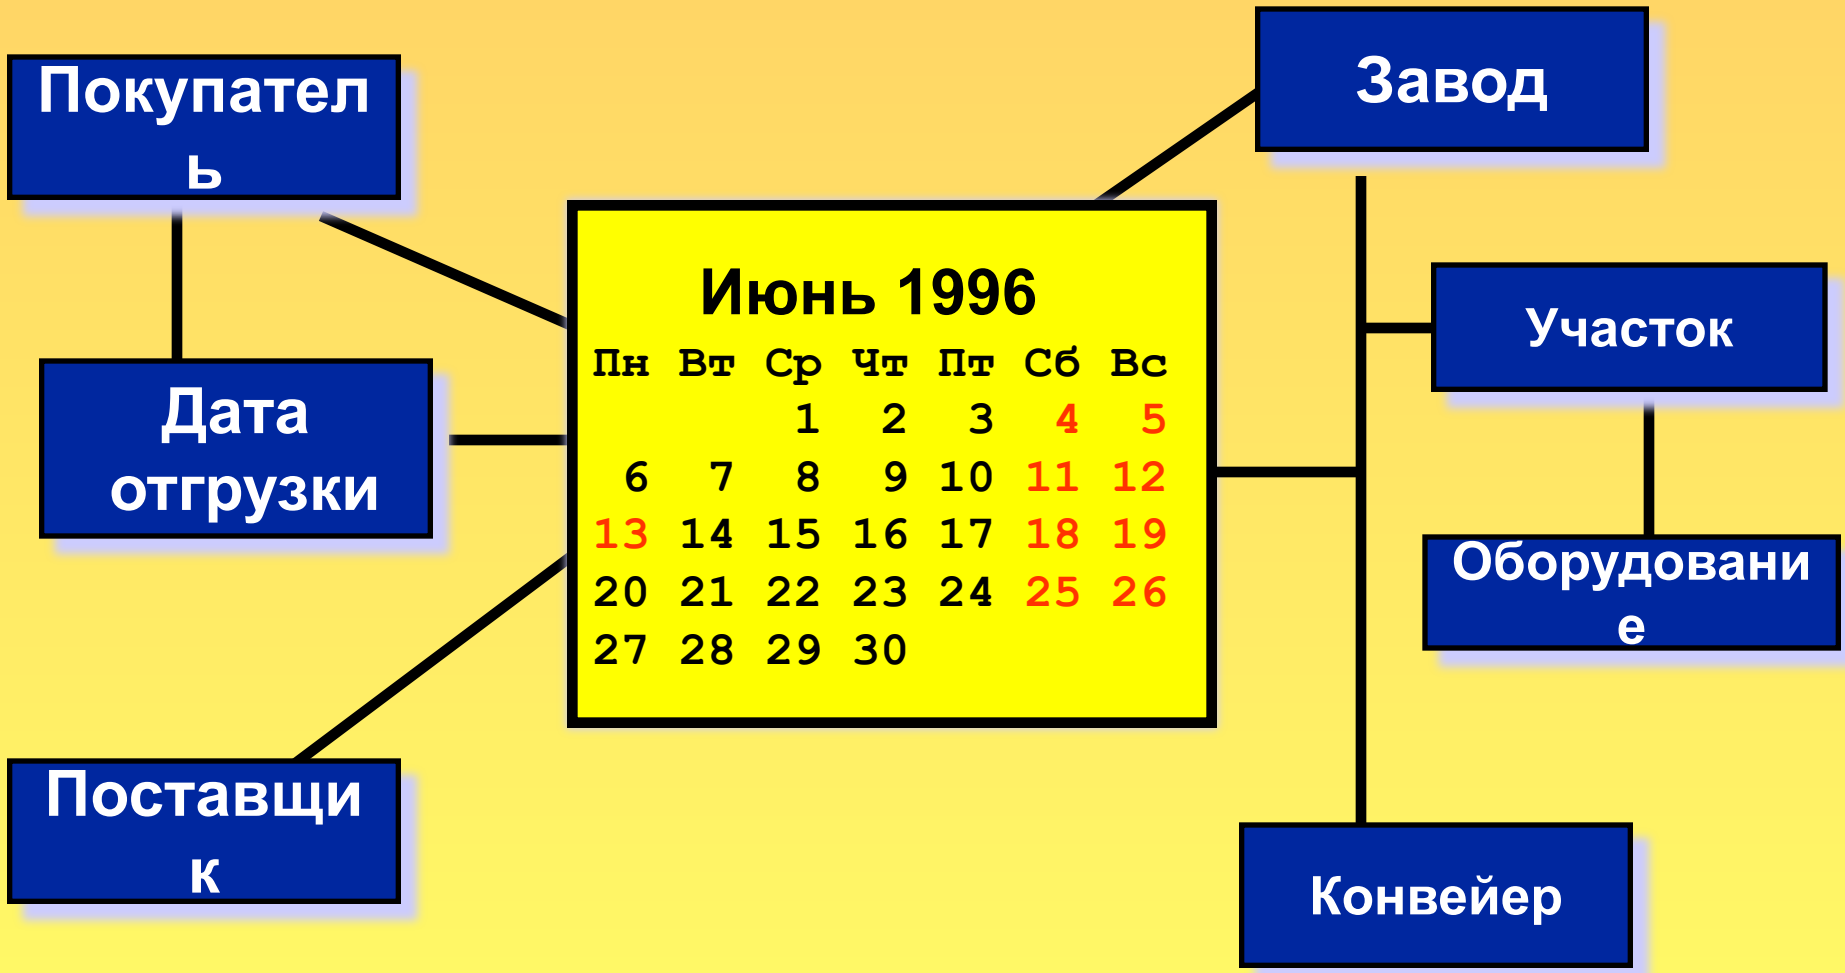 Покупател
ь
Завод
Июнь 1996
Пн Вт Ср Чт Пт Сб Вс
1 2 3 4 5
6 7 8 9 10 11 12
13 14 15 16 17 18 19
20 21 22 23 24 25 26
27 28 29 30
Дата
отгрузки
Участок
Оборудовани
е
Поставщи
к
Конвейер